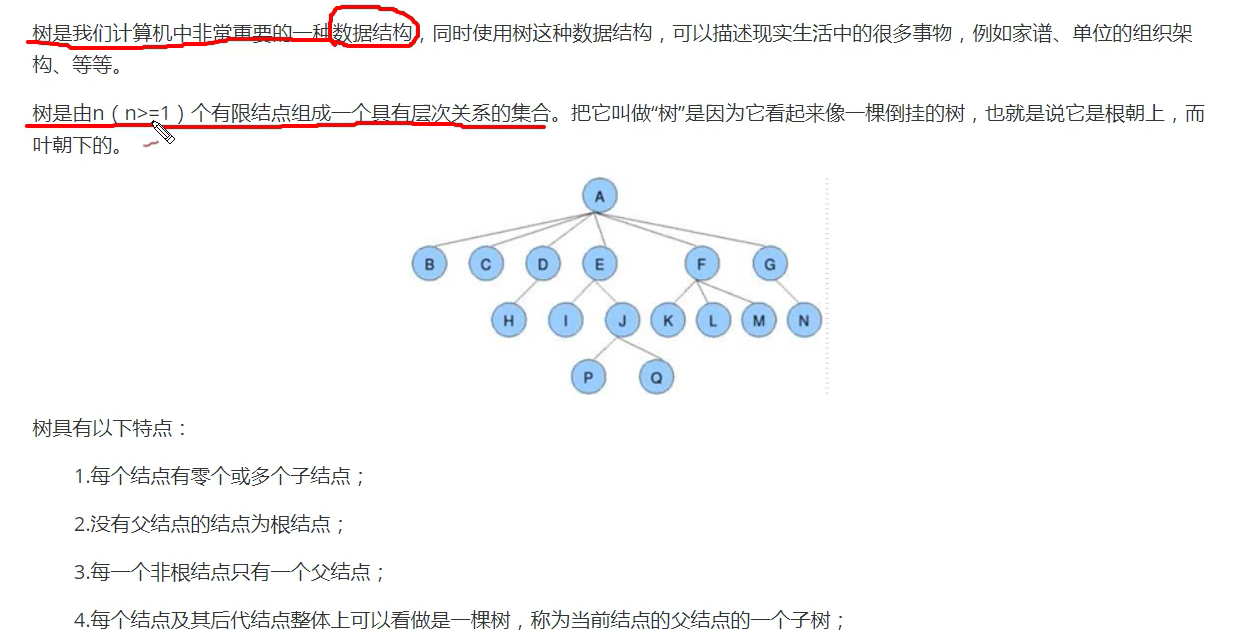 树是我们计算机中非常重要的一种数据结构，同时使用树这种数据结构，可以描述现实生活中的很多事物，例如家谱、单位的组织架
构、等等。
树是由n（n>=1）个有限结点组成一个具有层次关系的集合。把它叫做“树”是因为它看起来像一棵倒挂的树，也就是说它是根朝上，而
叶朝下的。
A
B C D E F G
H I J K L M N
P Q
树具有以下特点：
1.每个结点有零个或多个子结点；
2.没有父结点的结点为根结点；
3.每一个非根结点只有一个父结点；
4.每个结点及其后代结点整体上可以看做是一棵树，称为当前结点的父结点的一个子树；